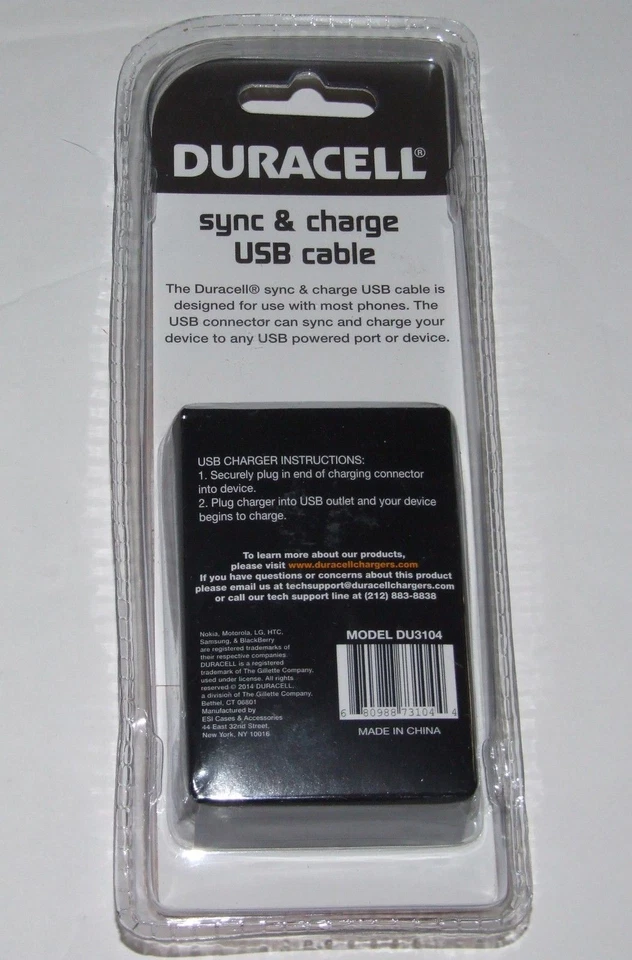 DURACELL®
sync & charge
USB cable
The Duracell® sync & charge USB cable is
designed for use with most phones. The
USB connector can sync and charge your
device to any USB powered port or device.
USB CHARGER INSTRUCTIONS:
1. Securely plug in end of charging connector
into device.
2. Plug charger into USB outlet and your device
begins to charge.
To learn more about our products,
please visit www.duracellchargers.com
If you have questions or concerns about this product
please email us at techsupport@duracellchargers.com
or call our tech support line at (212) 883-8838
Nokia, Motorola, LG, HTC,
Samsung, & BlackBerry
are registered trademarks of
their respective companies.
DURACELL is a registered
trademark of The Gillette Company,
used under license. All rights
reserved © 2014 DURACELL,
a division of The Gillette Company,
Bethel, CT 06801
Manufactured by
ESI Cases & Accessories
44 East 32nd Street,
New York, NY 10016
MODEL DU3104
6 80988 73104 4
MADE IN CHINA